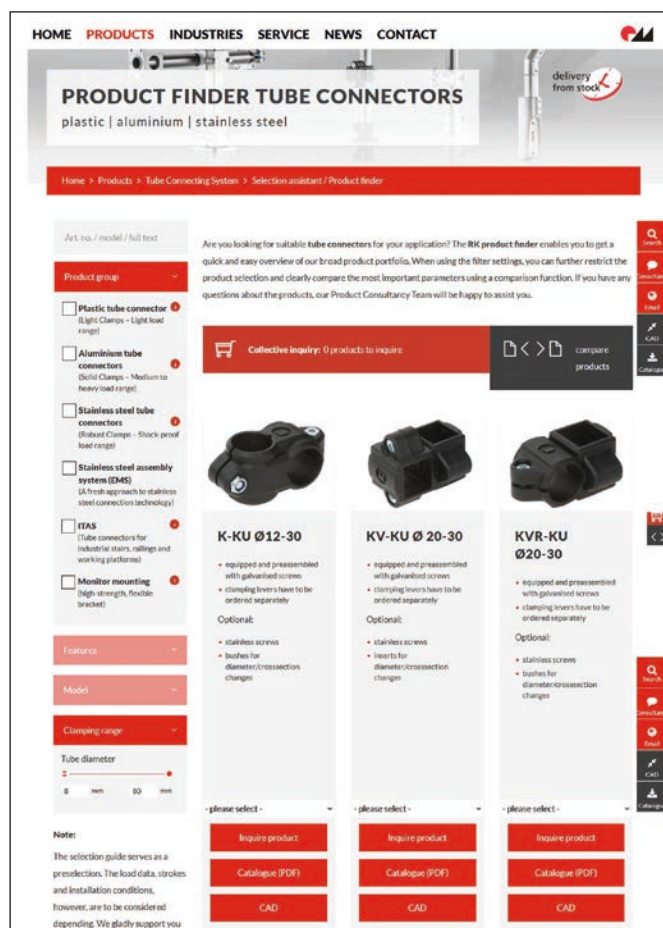 HOME PRODUCTS INDUSTRIES SERVICE NEWS CONTACT
PRODUCT FINDER TUBE CONNECTORS
plastic | aluminium | stainless steel
delivery
from stock
Home > Products > Tube Connecting System > Selection assistant / Product finder
Art. no. / model / full text
Product group
Plastic tube connector
(Light Clamps – Light load
range)
Aluminium tube
connectors
(Solid Clamps – Medium to
heavy load range)
Stainless steel tube
connectors
(Robust Clamps – Shock-proof
load range)
Stainless steel assembly
system (EMS)
(A fresh approach to stainless
steel connection technology)
ITAS
(Tube connectors for
industrial stairs, railings and
working platforms)
Monitor mounting
(high-strength, flexible
bracket)
Features
Model
Clamping range
Tube diameter
8 mm 80 mm
Note:
The selection guide serves as a
preselection. The load data, strokes
and installation conditions,
however, are to be considered
depending. We gladly support you
Are you looking for suitable tube connectors for your application? The RK product finder enables you to get a
quick and easy overview of our broad product portfolio. When using the filter settings, you can further restrict the
product selection and clearly compare the most important parameters using a comparison function. If you have any
questions about the products, our Product Consultancy Team will be happy to assist you.
Collective inquiry: 0 products to inquire
compare
products
K-KU Ø12-30
equipped and preassembled
with galvanised screws
clamping levers have to be
ordered separately
Optional:
stainless screws
bushes for
diameter/crosssection
changes
- please select -
Inquire product
Catalogue (PDF)
CAD
KV-KU Ø 20-30
equipped and preassembled
with galvanised screws
clamping levers have to be
ordered separately
Optional:
stainless screws
inserts for
diameter/crosssection
changes
- please select -
Inquire product
Catalogue (PDF)
CAD
KVR-KU
Ø20-30
equipped and preassembled
with galvanised screws
clamping levers have to be
ordered separately
Optional:
stainless screws
bushes for
diameter/crosssection
changes
- please select -
Inquire product
Catalogue (PDF)
CAD
Search
Email
CAD
Catalogue
Search
Email
CAD
Catalogue